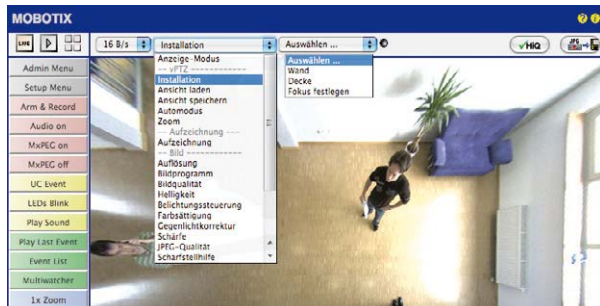 MOBOTIX
LIVE
16 B/s
Installation
Auswählen ...
HIQ
JPG
Admin Menu
Setup Menu
Arm & Record
Audio on
MxPEG on
MxPEG off
UC Event
LEDs Blink
Play Sound
Play Last Event
Event List
Multiwatcher
1x Zoom
Anzeige-Modus
-- vPTZ -------------
Installation
Ansicht laden
Ansicht speichern
Automodus
Zoom
-- Aufzeichnung ---
Aufzeichnung
-- Bild -------------
Auflösung
Bildprogramm
Bildqualität
Helligkeit
Belichtungssteuerung
Farbsättigung
Gegenlichtkorrektur
Schärfe
JPEG-Qualität
Scharfstellhilfe
Auswählen ...
Wand
Decke
Fokus festlegen